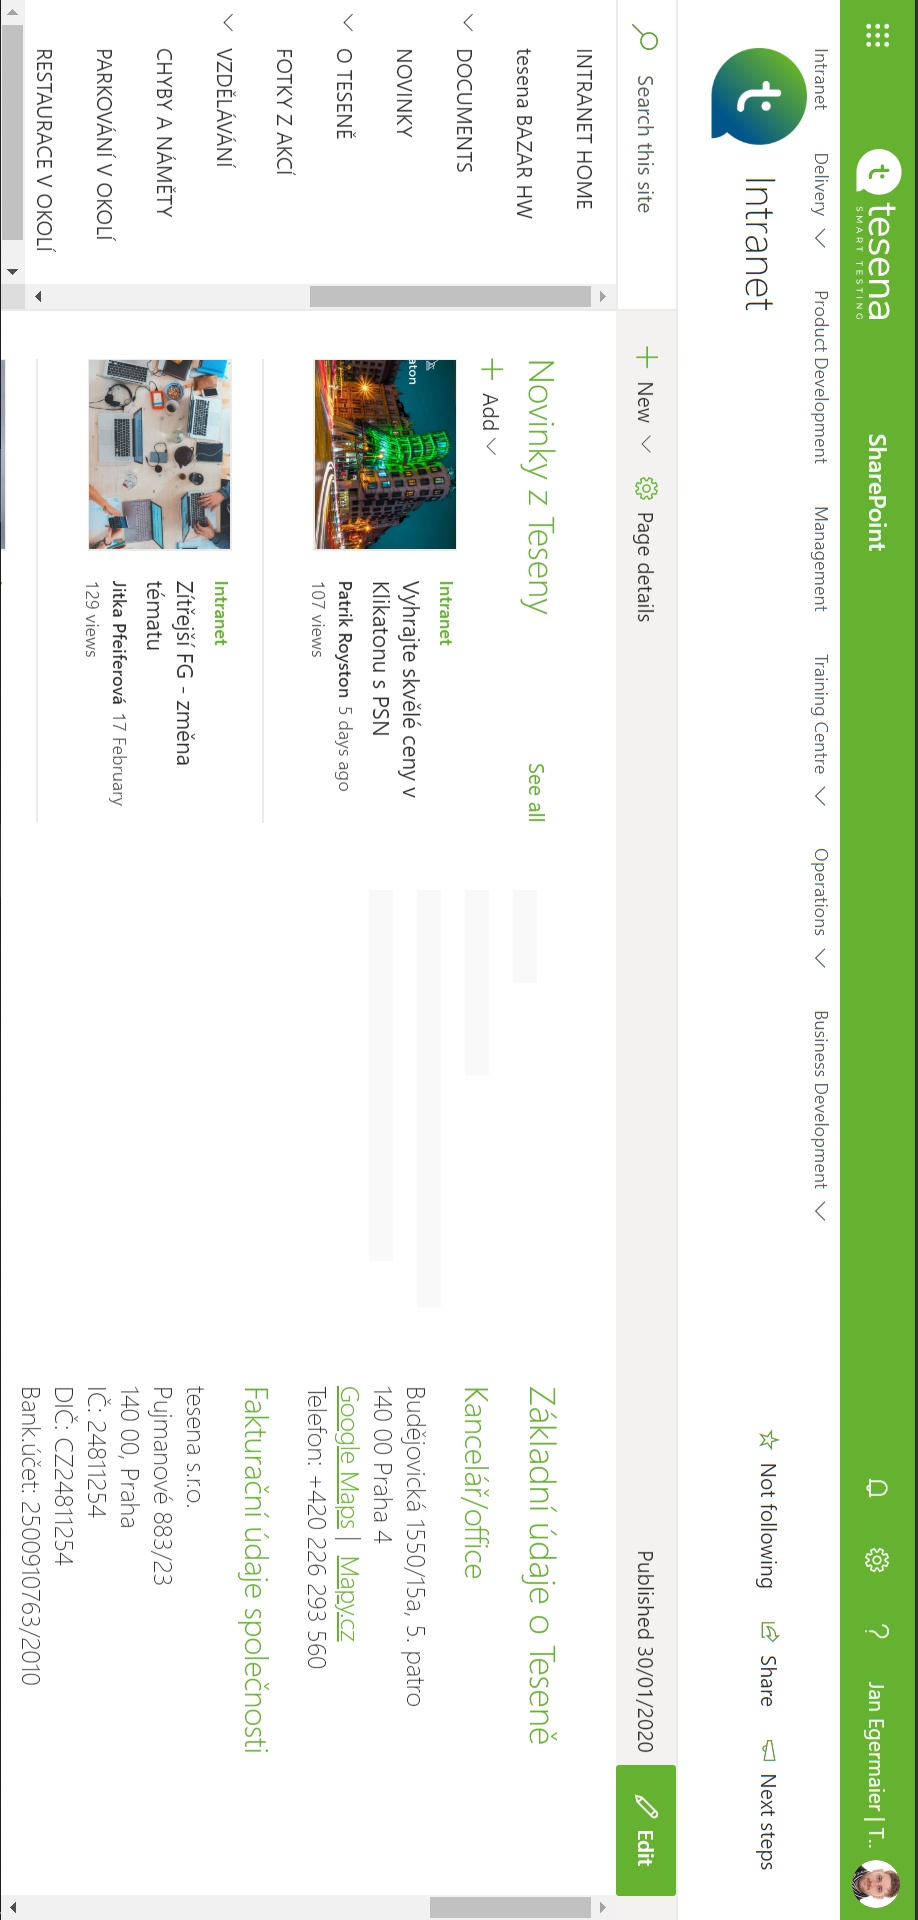 tesena
SMART TESTING
SharePoint
Jan Egermaier | T..
Intranet
Delivery
Product Development
Management
Training Centre
Operations
Business Development
Intranet
Not following
Share
Next steps
Search this site
New
Page details
Published 30/01/2020
Edit
INTRANET HOME
tesena BAZAR HW
DOCUMENTS
NOVINKY
O TESENĚ
FOTKY Z AKCÍ
VZDĚLÁVÁNÍ
CHYBY A NÁMĚTY
PARKOVÁNÍ V OKOLÍ
RESTAURACE V OKOLÍ
Novinky z Teseny
See all
Add
aton
Intranet
Vyhrajte skvělé ceny v
Klikatonu s PSN
Patrik Royston 5 days ago
107 views
Intranet
Zítřejší FG - změna
tématu
Jitka Pfeiferová 17 February
129 views
Základní údaje o Teseně
Kancelář/office
Budějovická 1550/15a, 5. patro
140 00 Praha 4
Google Maps | Mapy.cz
Telefon: +420 226 293 560
Fakturační údaje společnosti
tesena s.r.o.
Pujmanové 883/23
140 00, Praha
IČ: 24811254
DIČ: CZ24811254
Bank.účet: 2500910763/2010